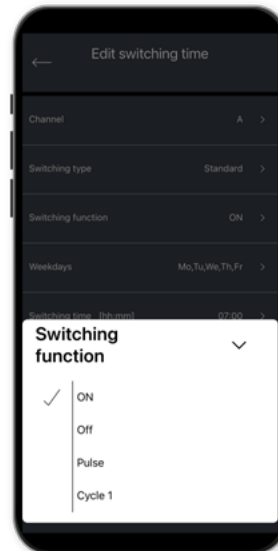 Edit switching time
Channel A
Switching type Standard
Switching function ON
Weekdays Mo,Tu,We,Th,Fr
Switching time [hh:mm] 07:00
Switching
function
ON
Off
Pulse
Cycle 1